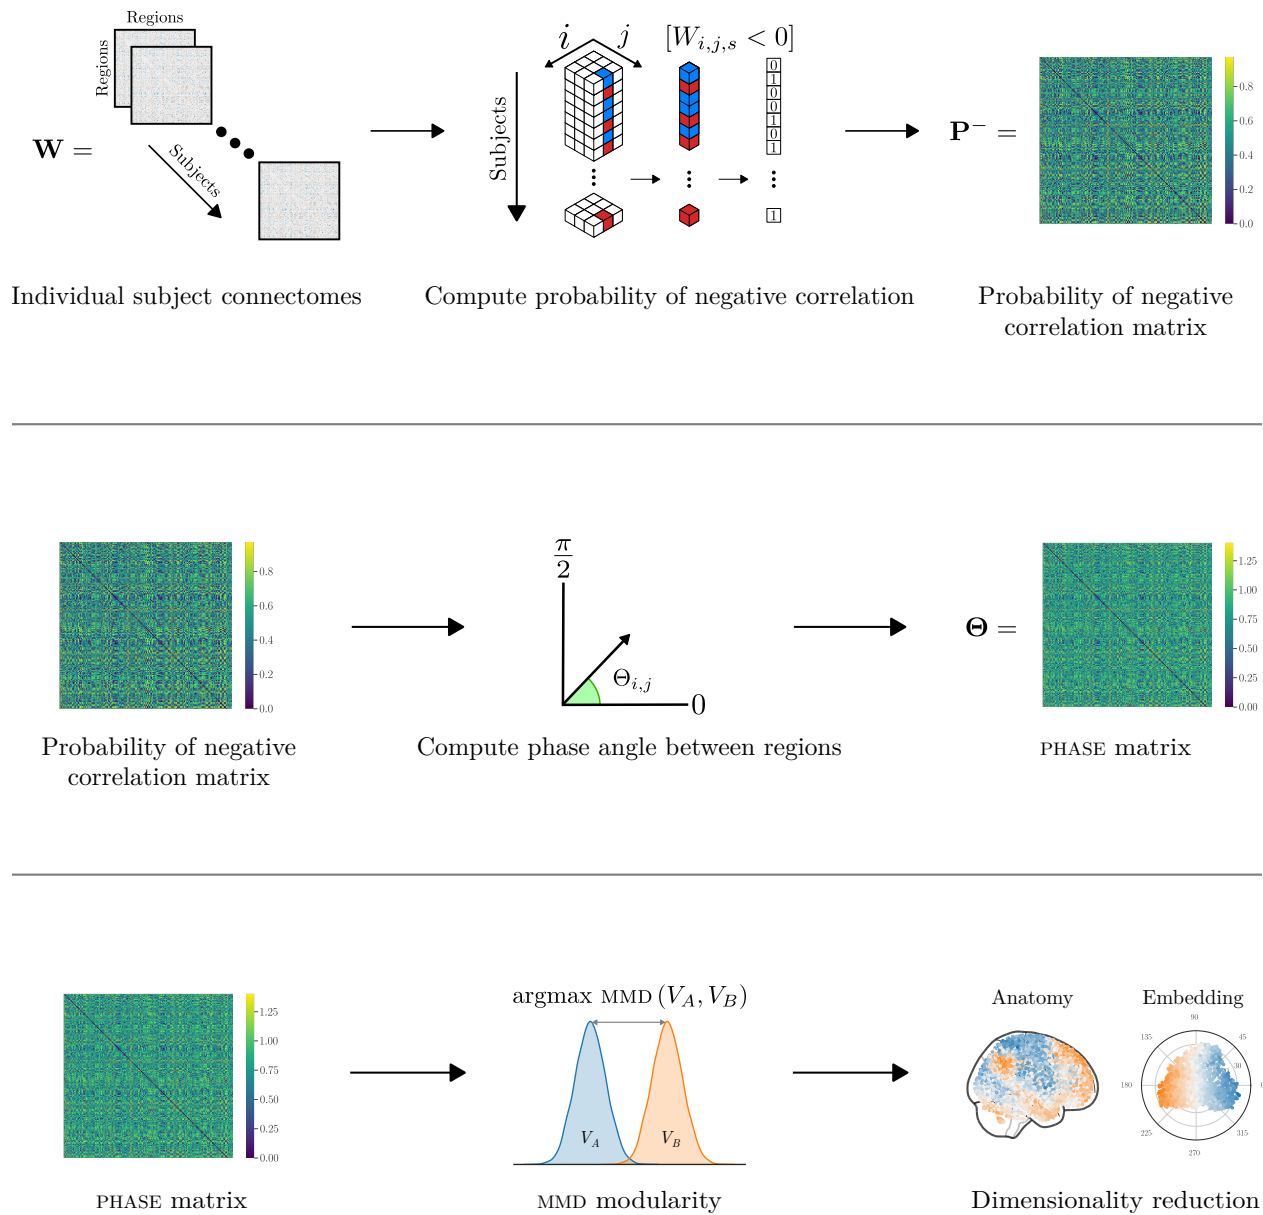 Regions
Regions
W =
Subjects
Individual subject connectomes
i
j
[W_{i,j,s} < 0]
Subjects
0
1
0
0
1
0
1
1
Compute probability of negative correlation
P⁻ =
0.8
0.6
0.4
0.2
0.0
Probability of negative
correlation matrix
0.8
0.6
0.4
0.2
0.0
Probability of negative
correlation matrix
π
2
Θ_{i,j}
0
Compute phase angle between regions
Θ =
1.25
1.00
0.75
0.50
0.25
0.00
PHASE matrix
1.25
1.00
0.75
0.50
0.25
0.00
PHASE matrix
argmax MMD (V_A, V_B)
V_A
V_B
MMD modularity
Anatomy
Embedding
90
135
45
30
180
225
315
270
Dimensionality reduction